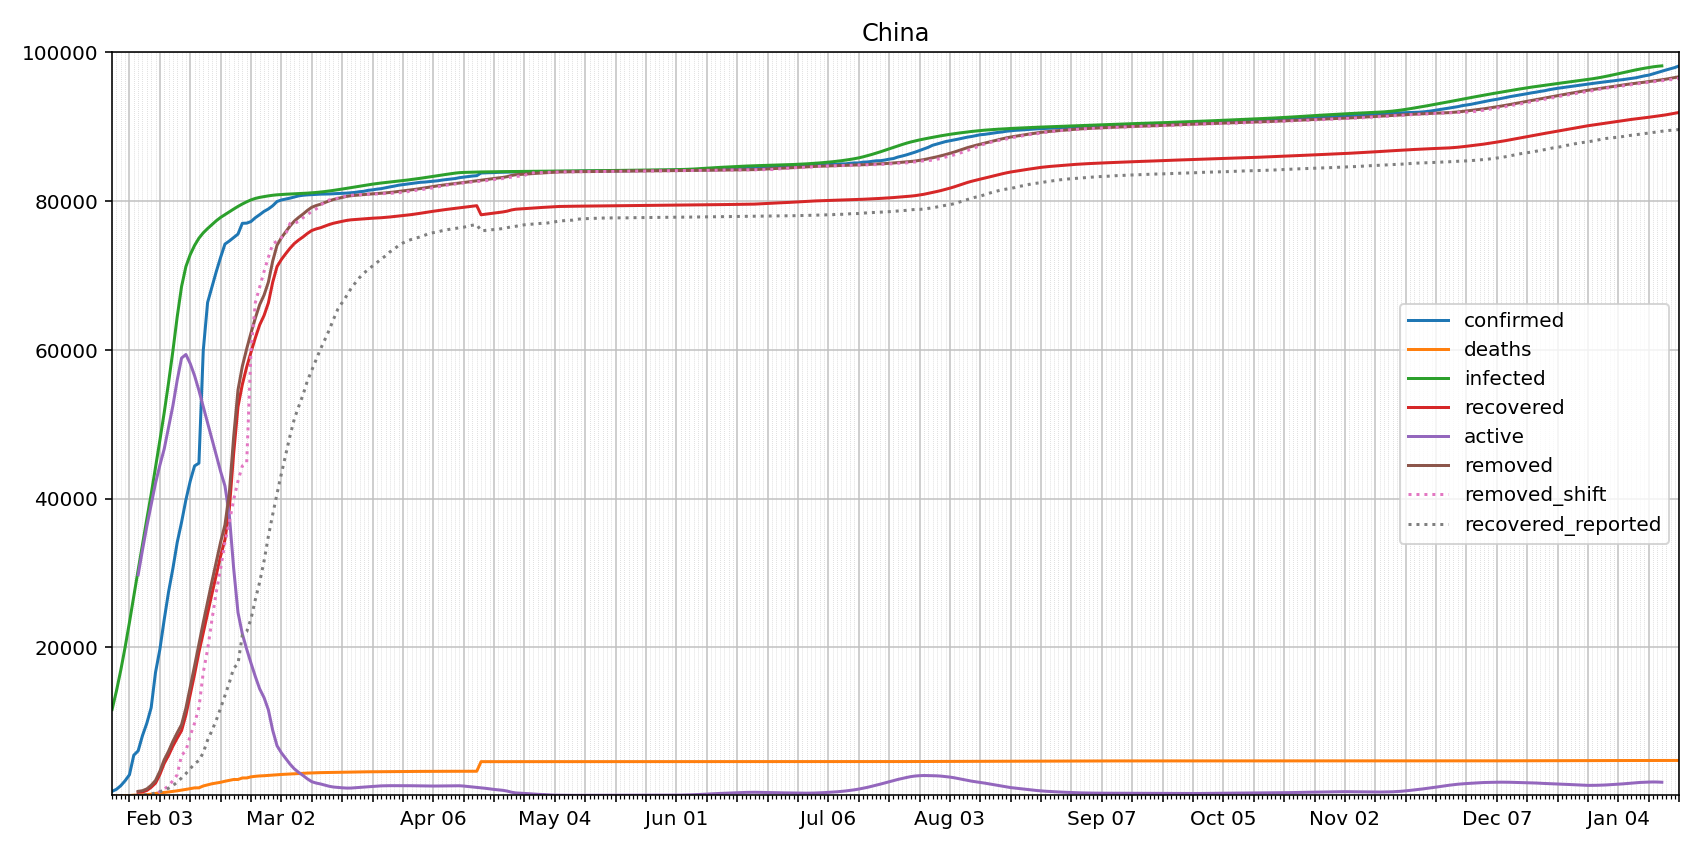 China
100000
80000
60000
40000
20000
confirmed
deaths
infected
recovered
active
removed
removed_shift
recovered_reported
Feb 03 Mar 02 Apr 06 May 04 Jun 01 Jul 06 Aug 03 Sep 07 Oct 05 Nov 02 Dec 07 Jan 04